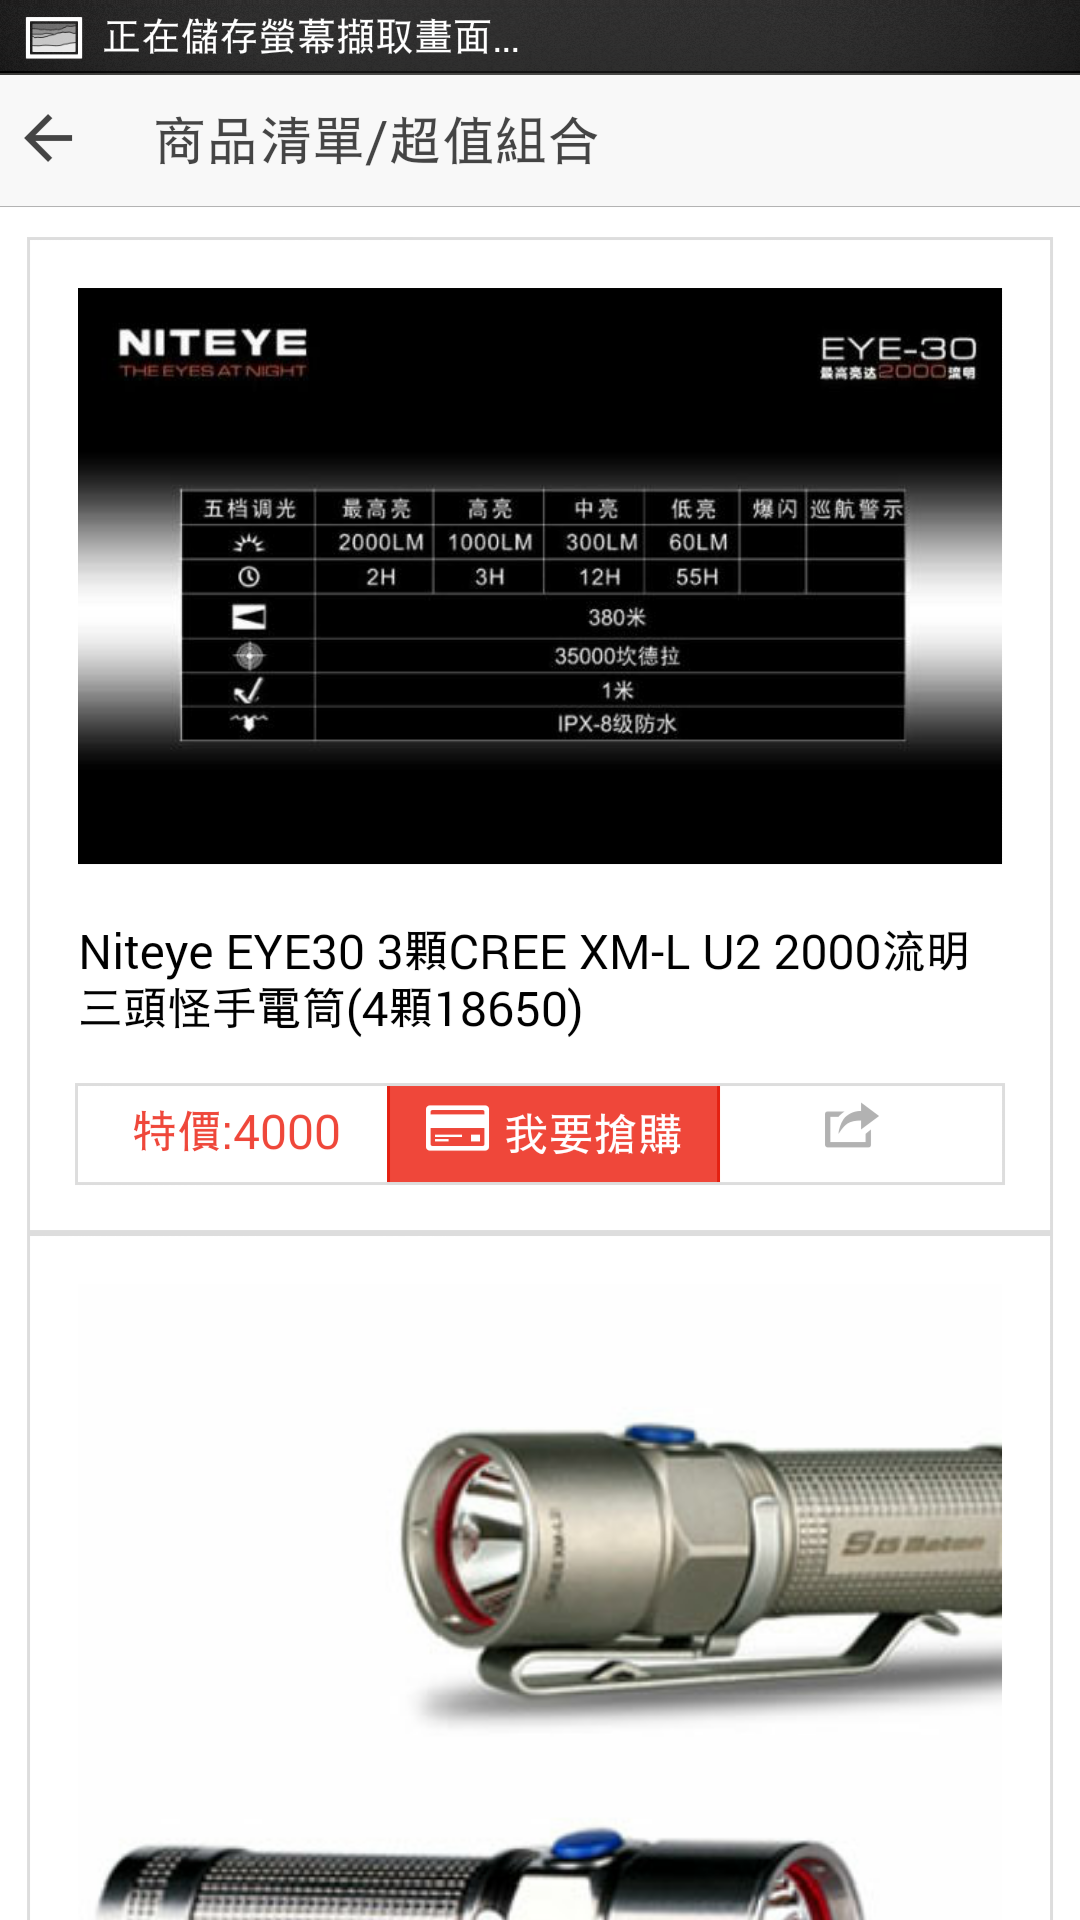 正在儲存螢幕擷取畫面...
商品清單/超值組合
NITEYE
THE EYES AT NIGHT
EYE-30
最高亮达2000流明
五档调光 最高亮 高亮 中亮 低亮 爆闪 巡航警示
2000LM 1000LM 300LM 60LM
2H 3H 12H 55H
380米
35000坎德拉
1米
IPX-8级防水
Niteye EYE30 3顆CREE XM-L U2 2000流明
三頭怪手電筒(4顆18650)
特價:4000 我要搶購
CREE XM-L2
S15 Baton